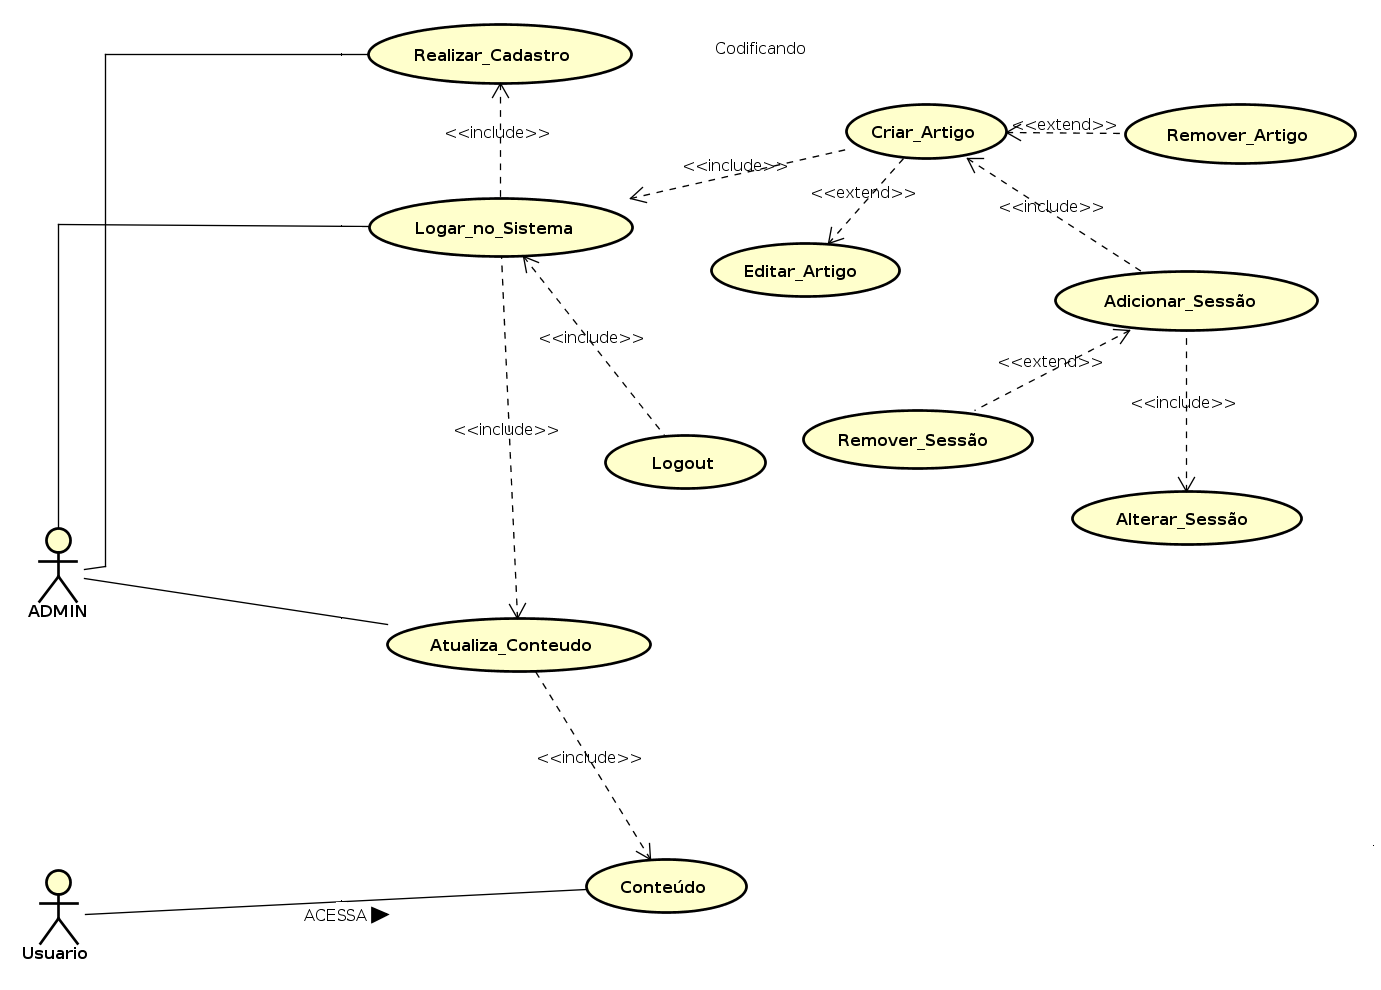 Realizar_Cadastro
Codificando
<<include>>
Criar_Artigo
<<extend>>
Remover_Artigo
<<include>>
<<extend>>
<<include>>
Logar_no_Sistema
Editar_Artigo
Adicionar_Sessão
<<include>>
<<extend>>
<<include>>
<<include>>
Remover_Sessão
Logout
Alterar_Sessão
ADMIN
Atualiza_Conteudo
<<include>>
Conteúdo
ACESSA
Usuario